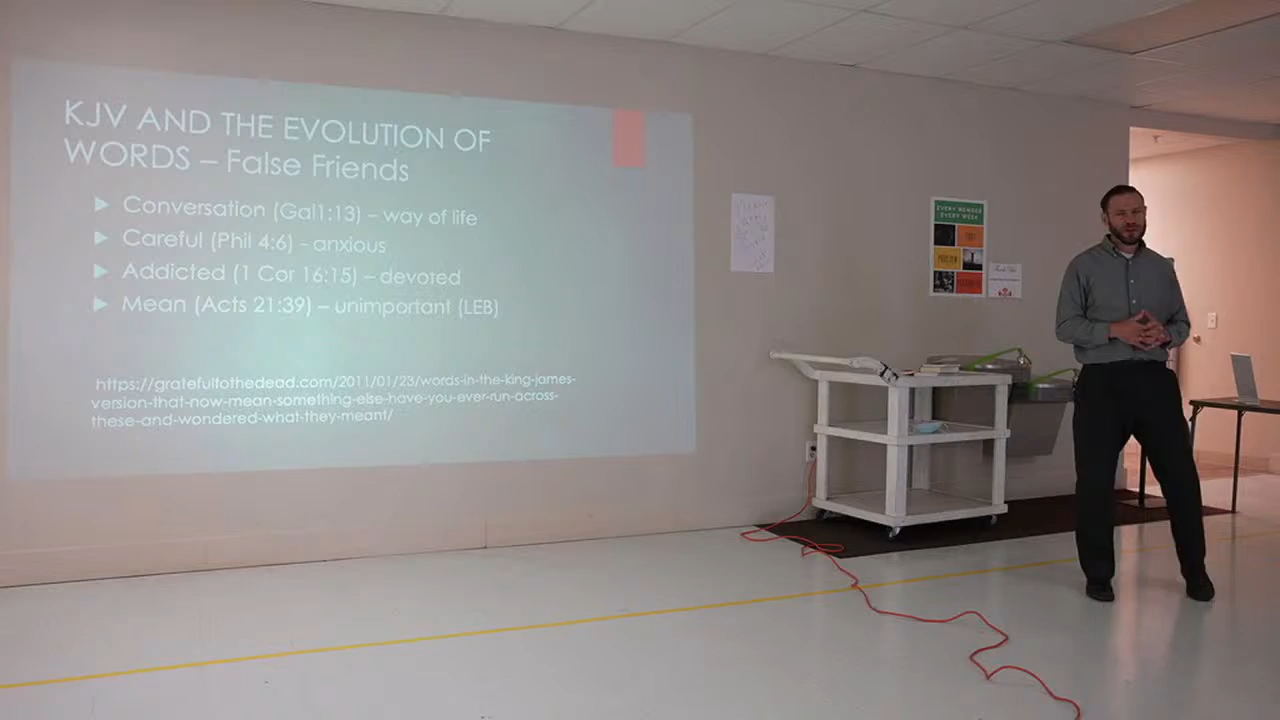 KJV AND THE EVOLUTION OF
WORDS – False Friends
Conversation (Gal1:13) – way of life
Careful (Phil 4:6) - anxious
Addicted (1 Cor 16:15) – devoted
Mean (Acts 21:39) – unimportant (LEB)
https://gratefultothedead.com/2011/01/23/words-in-the-king-james-
version-that-now-mean-something-else-have-you-ever-run-across-
these-and-wondered-what-they-meant/
EVERY MEMBER
EVERY WEEK